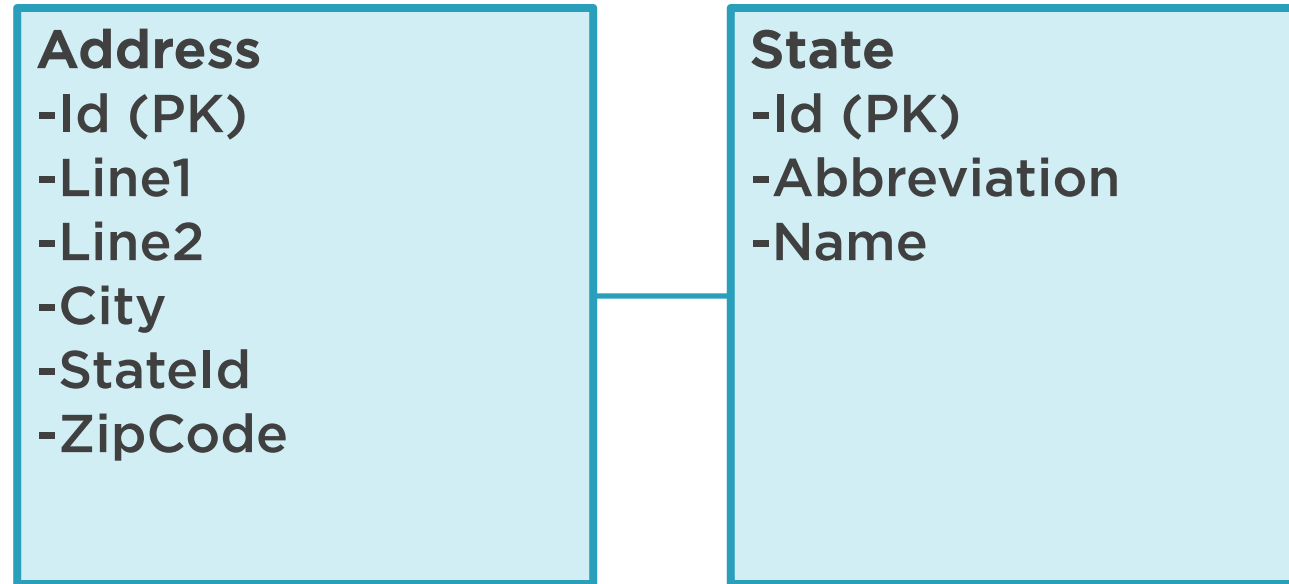 Address
-Id (PK)
-Line1
-Line2
-City
-StateId
-ZipCode
State
-Id (PK)
-Abbreviation
-Name